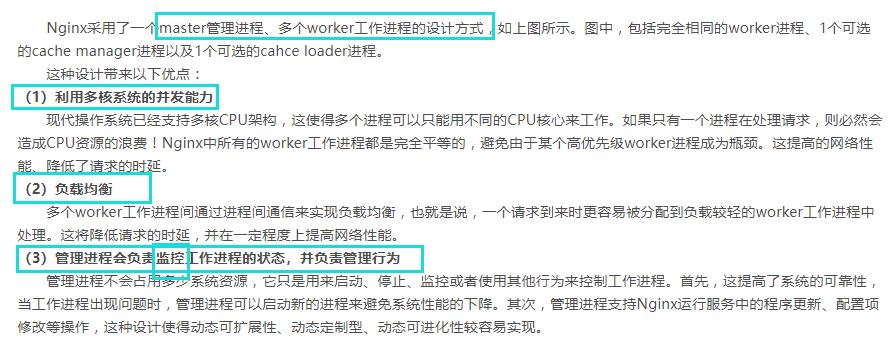 Nginx采用了一个master管理进程、多个worker工作进程的设计方式，如上图所示。图中，包括完全相同的worker进程、1个可选
的cache manager进程以及1个可选的cahce loader进程。
这种设计带来以下优点：
（1）利用多核系统的并发能力
现代操作系统已经支持多核CPU架构，这使得多个进程可以只能用不同的CPU核心来工作。如果只有一个进程在处理请求，则必然会
造成CPU资源的浪费！Nginx中所有的worker工作进程都是完全平等的，避免由于某个高优先级worker进程成为瓶颈。这提高的网络性
能、降低了请求的时延。
（2）负载均衡
多个worker工作进程间通过进程间通信来实现负载均衡，也就是说，一个请求到来时更容易被分配到负载较轻的worker工作进程中
处理。这将降低请求的时延，并在一定程度上提高网络性能。
（3）管理进程会负责监控工作进程的状态，并负责管理行为
管理进程不会占用多少系统资源，它只是用来启动、停止、监控或者使用其他行为来控制工作进程。首先，这提高了系统的可靠性，
当工作进程出现问题时，管理进程可以启动新的进程来避免系统性能的下降。其次，管理进程支持Nginx运行服务中的程序更新、配置项
修改等操作，这种设计使得动态可扩展性、动态定制型、动态可进化性较容易实现。